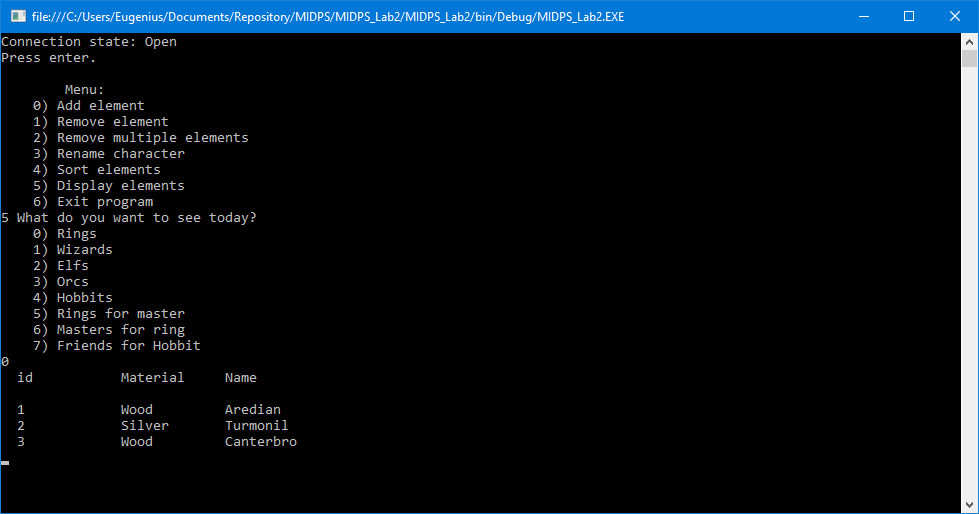 file:///C:/Users/Eugenius/Documents/Repository/MIDPS/MIDPS_Lab2/MIDPS_Lab2/bin/Debug/MIDPS_Lab2.EXE
Connection state: Open
Press enter.
Menu:
0) Add element
1) Remove element
2) Remove multiple elements
3) Rename character
4) Sort elements
5) Display elements
6) Exit program
5 What do you want to see today?
0) Rings
1) Wizards
2) Elfs
3) Orcs
4) Hobbits
5) Rings for master
6) Masters for ring
7) Friends for Hobbit
0
id Material Name
1 Wood Aredian
2 Silver Turmonil
3 Wood Canterbro